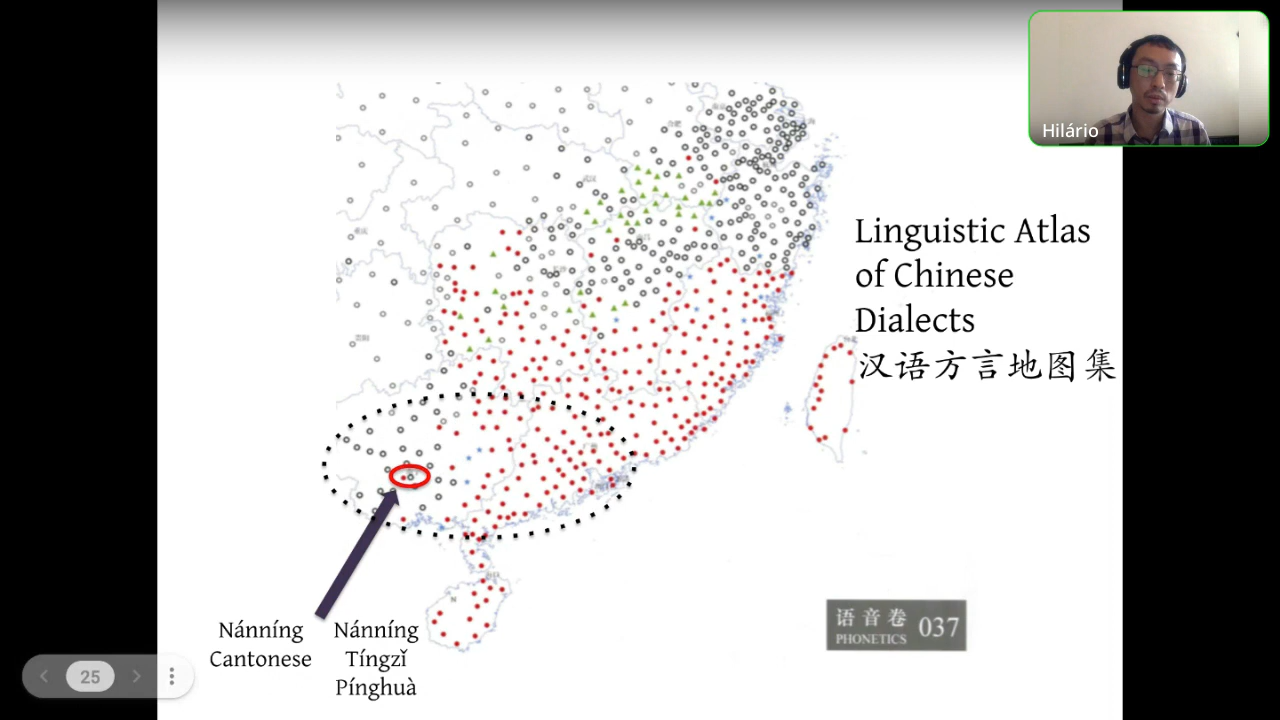 Hilário
Linguistic Atlas
of Chinese
Dialects
汉语方言地图集
Nánníng
Cantonese
Nánníng
Tíngzǐ
Pínghuà
语音卷
PHONETICS
037
25